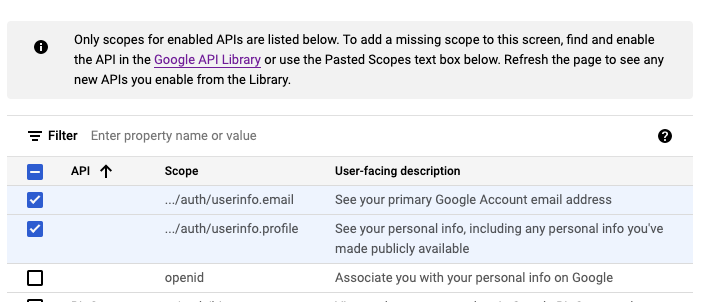 Only scopes for enabled APIs are listed below. To add a missing scope to this screen, find and enable
the API in the Google API Library or use the Pasted Scopes text box below. Refresh the page to see any
new APIs you enable from the Library.
Filter Enter property name or value
API Scope User-facing description
.../auth/userinfo.email See your primary Google Account email address
.../auth/userinfo.profile See your personal info, including any personal info you've
made publicly available
openid Associate you with your personal info on Google